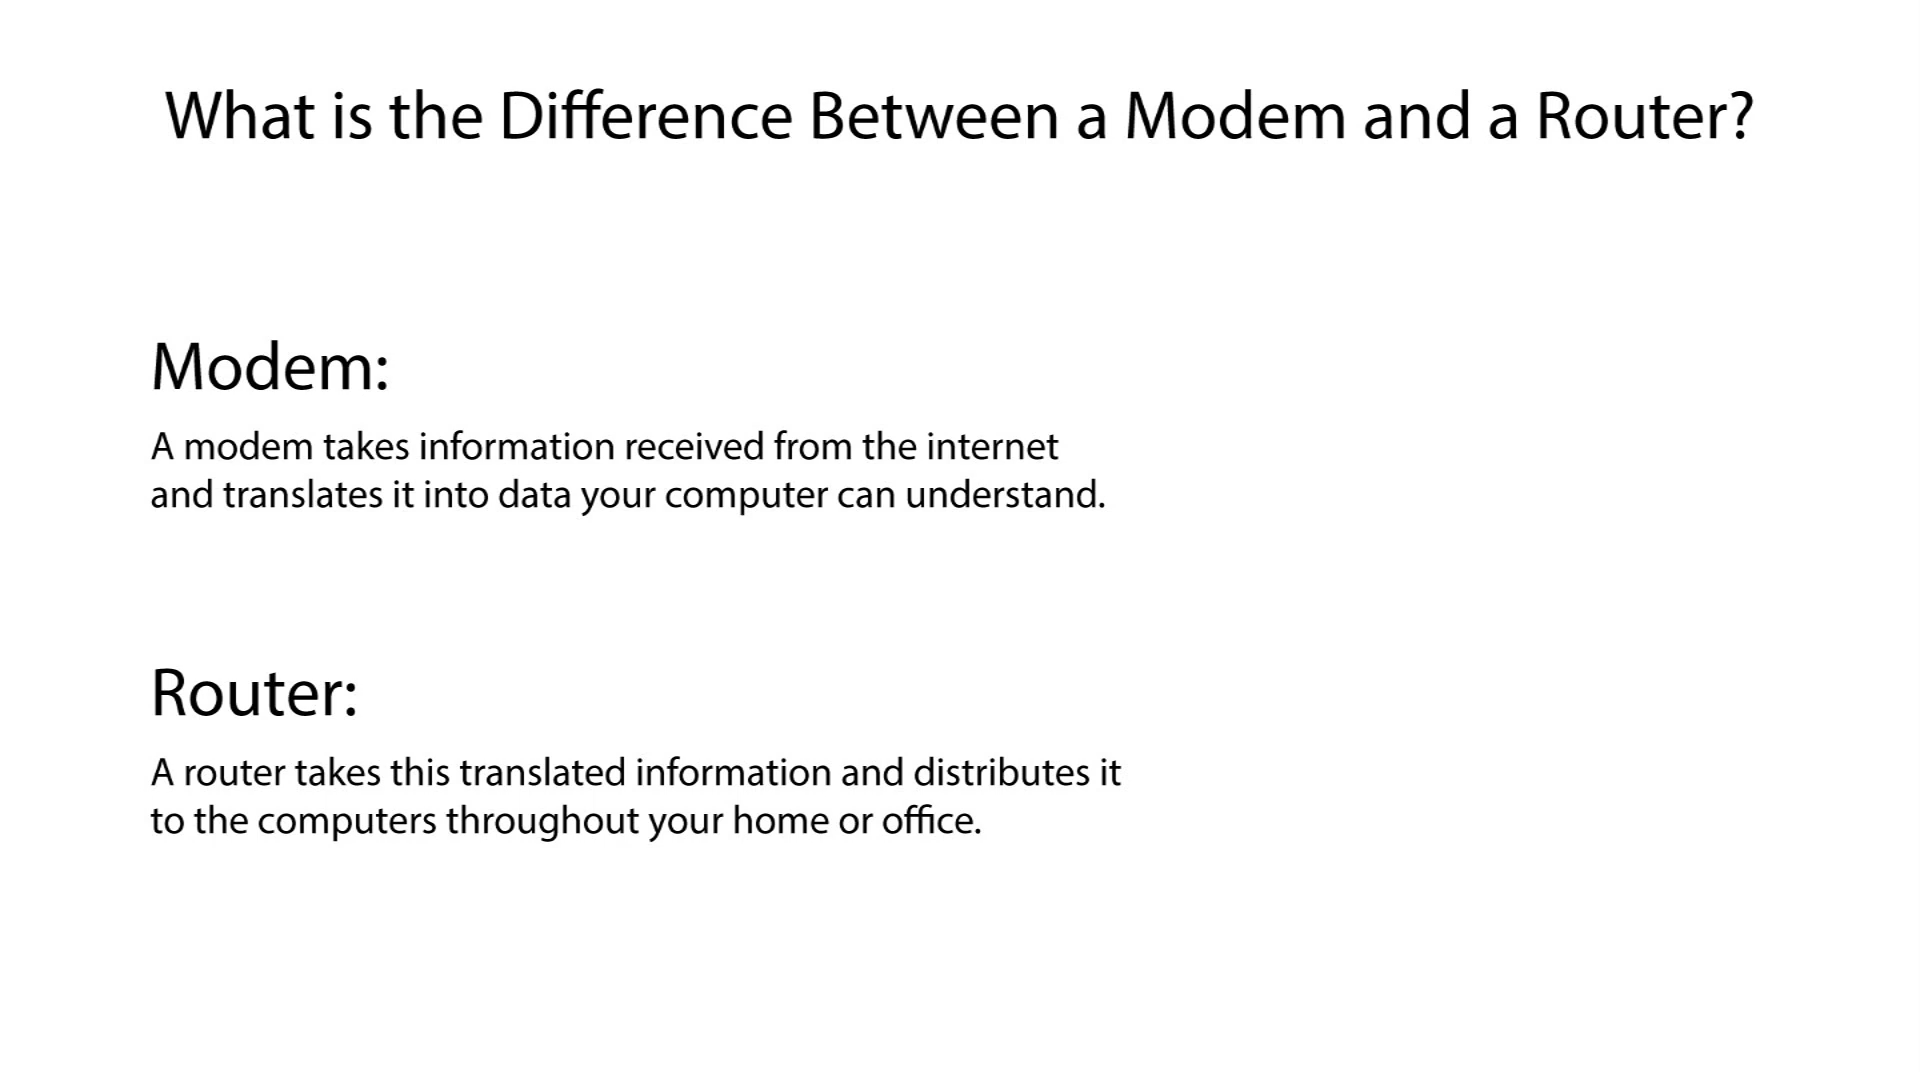 What is the Difference Between a Modem and a Router?
Modem:
A modem takes information received from the internet
and translates it into data your computer can understand.
Router:
A router takes this translated information and distributes it
to the computers throughout your home or office.